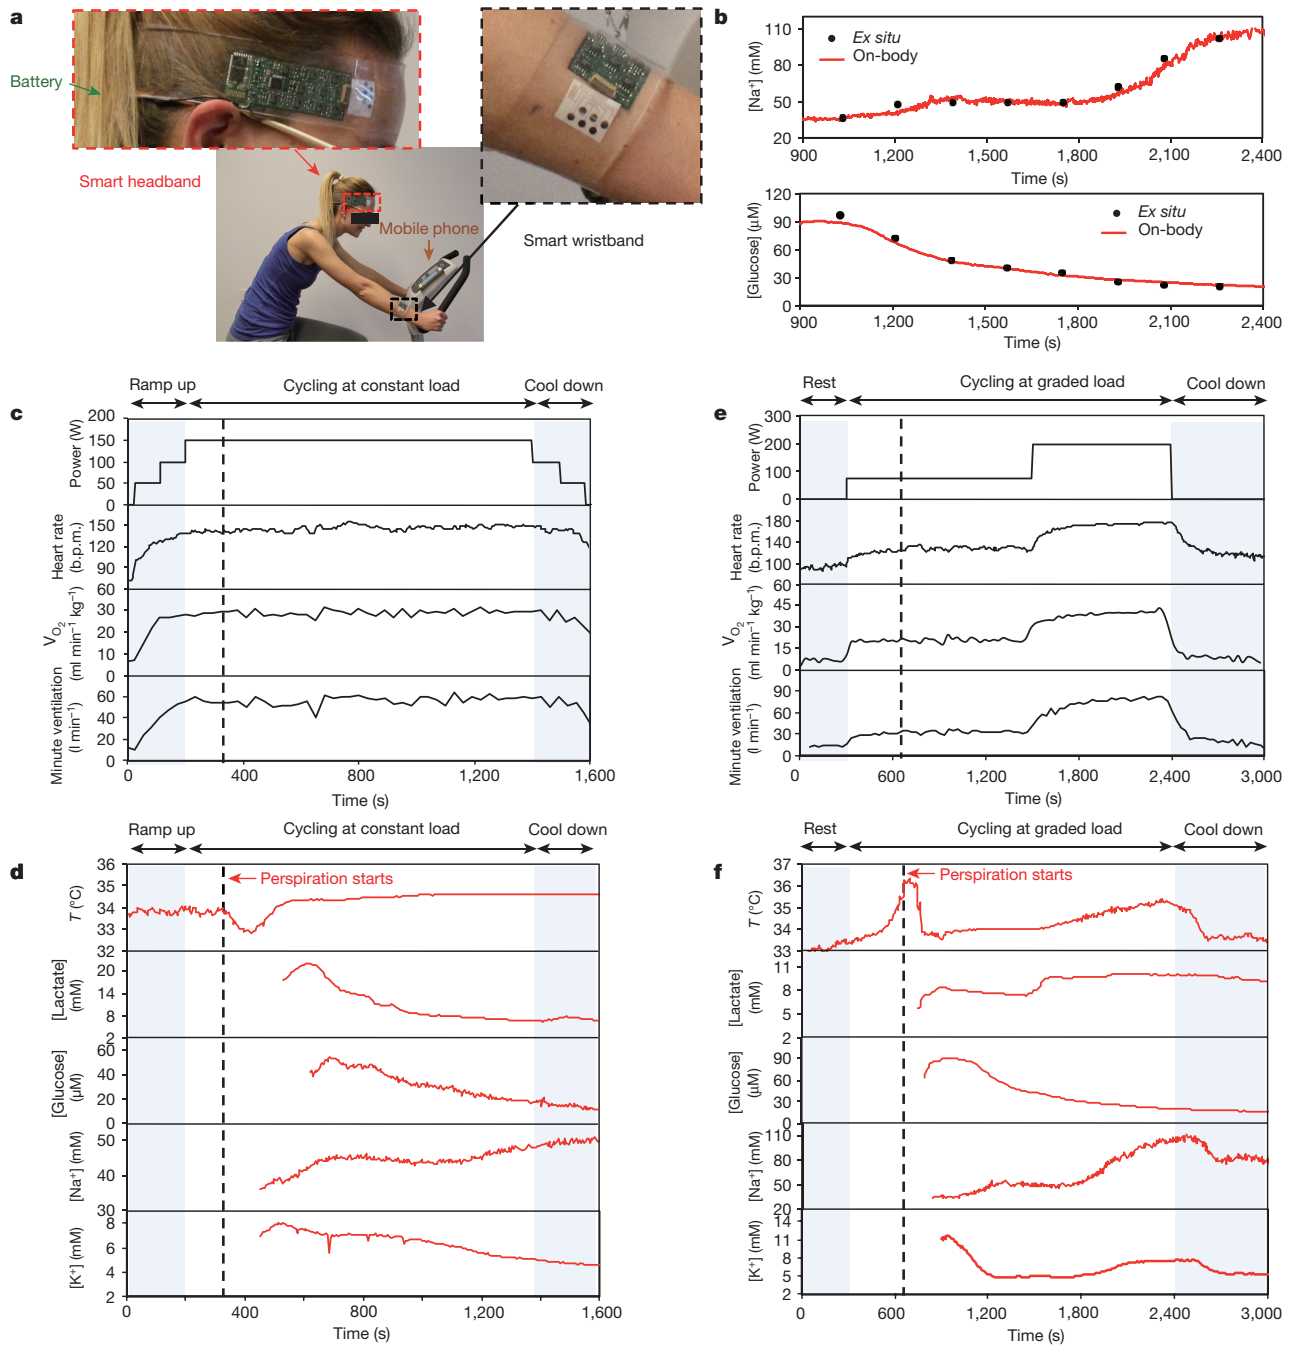 a
Battery
Smart headband
Mobile phone
Smart wristband
b
110
80
50
20
[Na⁺] (mM)
Ex situ
On-body
900
1,200
1,500
1,800
2,100
2,400
Time (s)
120
90
60
30
0
[Glucose] (µM)
Ex situ
On-body
900
1,200
1,500
1,800
2,100
2,400
Time (s)
c
Ramp up
Cycling at constant load
Cool down
200
150
100
50
0
Power (W)
150
120
90
60
Heart rate
(b.p.m.)
30
20
10
0
V_O₂
(ml min⁻¹ kg⁻¹)
60
40
20
0
Minute ventilation
(l min⁻¹)
0
400
800
1,200
1,600
Time (s)
e
Rest
Cycling at graded load
Cool down
300
200
100
0
Power (W)
180
140
100
60
Heart rate
(b.p.m.)
45
30
15
0
V_O₂
(ml min⁻¹ kg⁻¹)
90
60
30
0
Minute ventilation
(l min⁻¹)
0
600
1,200
1,800
2,400
3,000
Time (s)
d
Ramp up
Cycling at constant load
Cool down
Perspiration starts
36
35
34
33
32
T (°C)
20
14
8
2
[Lactate]
(mM)
60
40
20
0
[Glucose]
(µM)
50
40
30
[Na⁺] (mM)
8
6
4
2
[K⁺] (mM)
0
400
800
1,200
1,600
Time (s)
f
Rest
Cycling at graded load
Cool down
Perspiration starts
37
36
35
34
33
T (°C)
11
8
5
2
[Lactate]
(mM)
90
60
30
0
[Glucose]
(µM)
110
80
50
20
[Na⁺] (mM)
14
11
8
5
2
[K⁺] (mM)
0
600
1,200
1,800
2,400
3,000
Time (s)